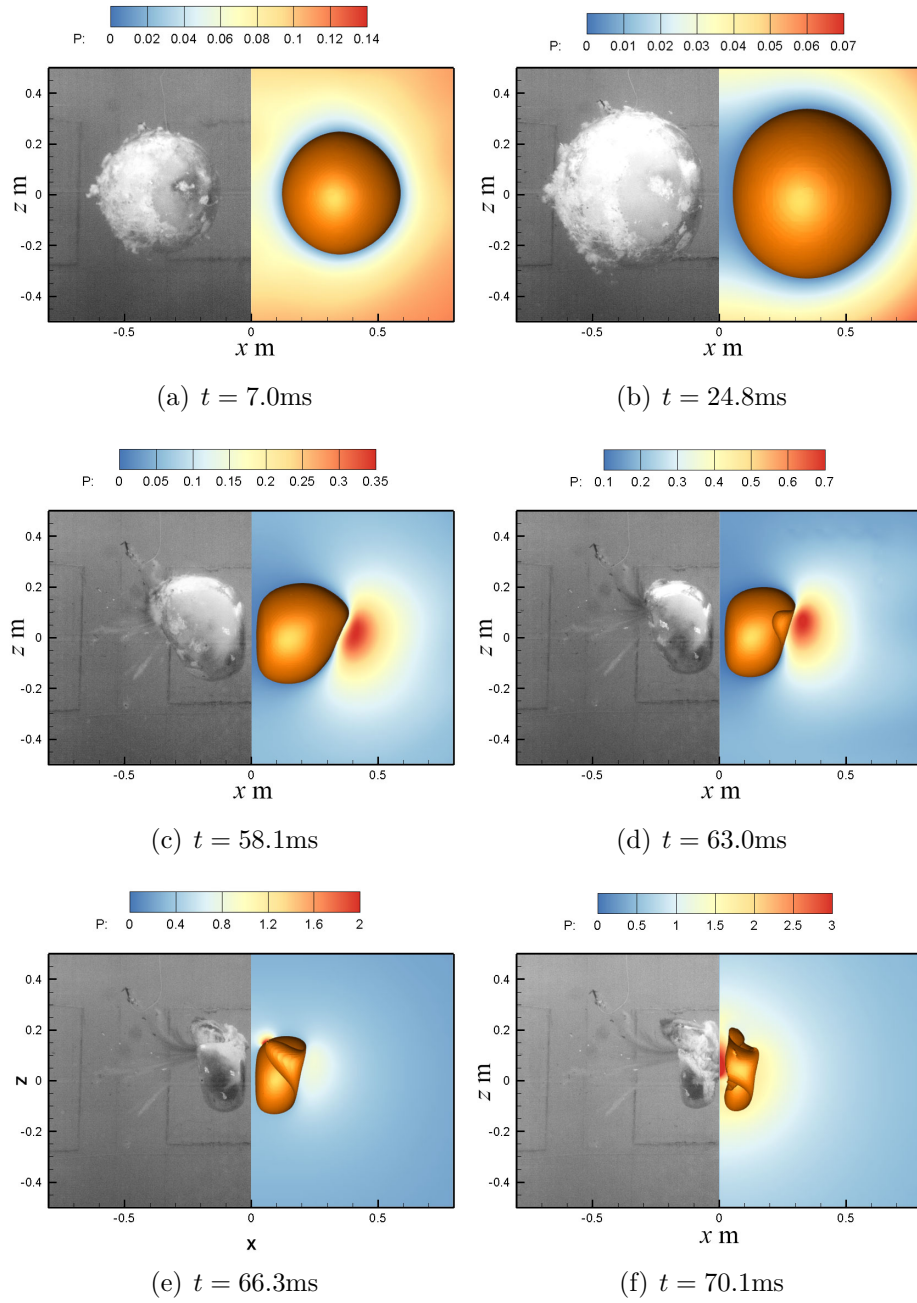 P: 0 0.02 0.04 0.06 0.08 0.1 0.12 0.14
P: 0 0.01 0.02 0.03 0.04 0.05 0.06 0.07
z m
0.4
0.2
0
-0.2
-0.4
-0.5 0 0.5
x m
z m
0.4
0.2
0
-0.2
-0.4
-0.5 0 0.5
x m
(a) t = 7.0ms
(b) t = 24.8ms
P: 0 0.05 0.1 0.15 0.2 0.25 0.3 0.35
P: 0.1 0.2 0.3 0.4 0.5 0.6 0.7
z m
0.4
0.2
0
-0.2
-0.4
-0.5 0 0.5
x m
z m
0.4
0.2
0
-0.2
-0.4
-0.5 0 0.5
x m
(c) t = 58.1ms
(d) t = 63.0ms
P: 0 0.4 0.8 1.2 1.6 2
P: 0 0.5 1 1.5 2 2.5 3
z
0.4
0.2
0
-0.2
-0.4
-0.5 0 0.5
x
z m
0.4
0.2
0
-0.2
-0.4
-0.5 0 0.5
x m
(e) t = 66.3ms
(f) t = 70.1ms